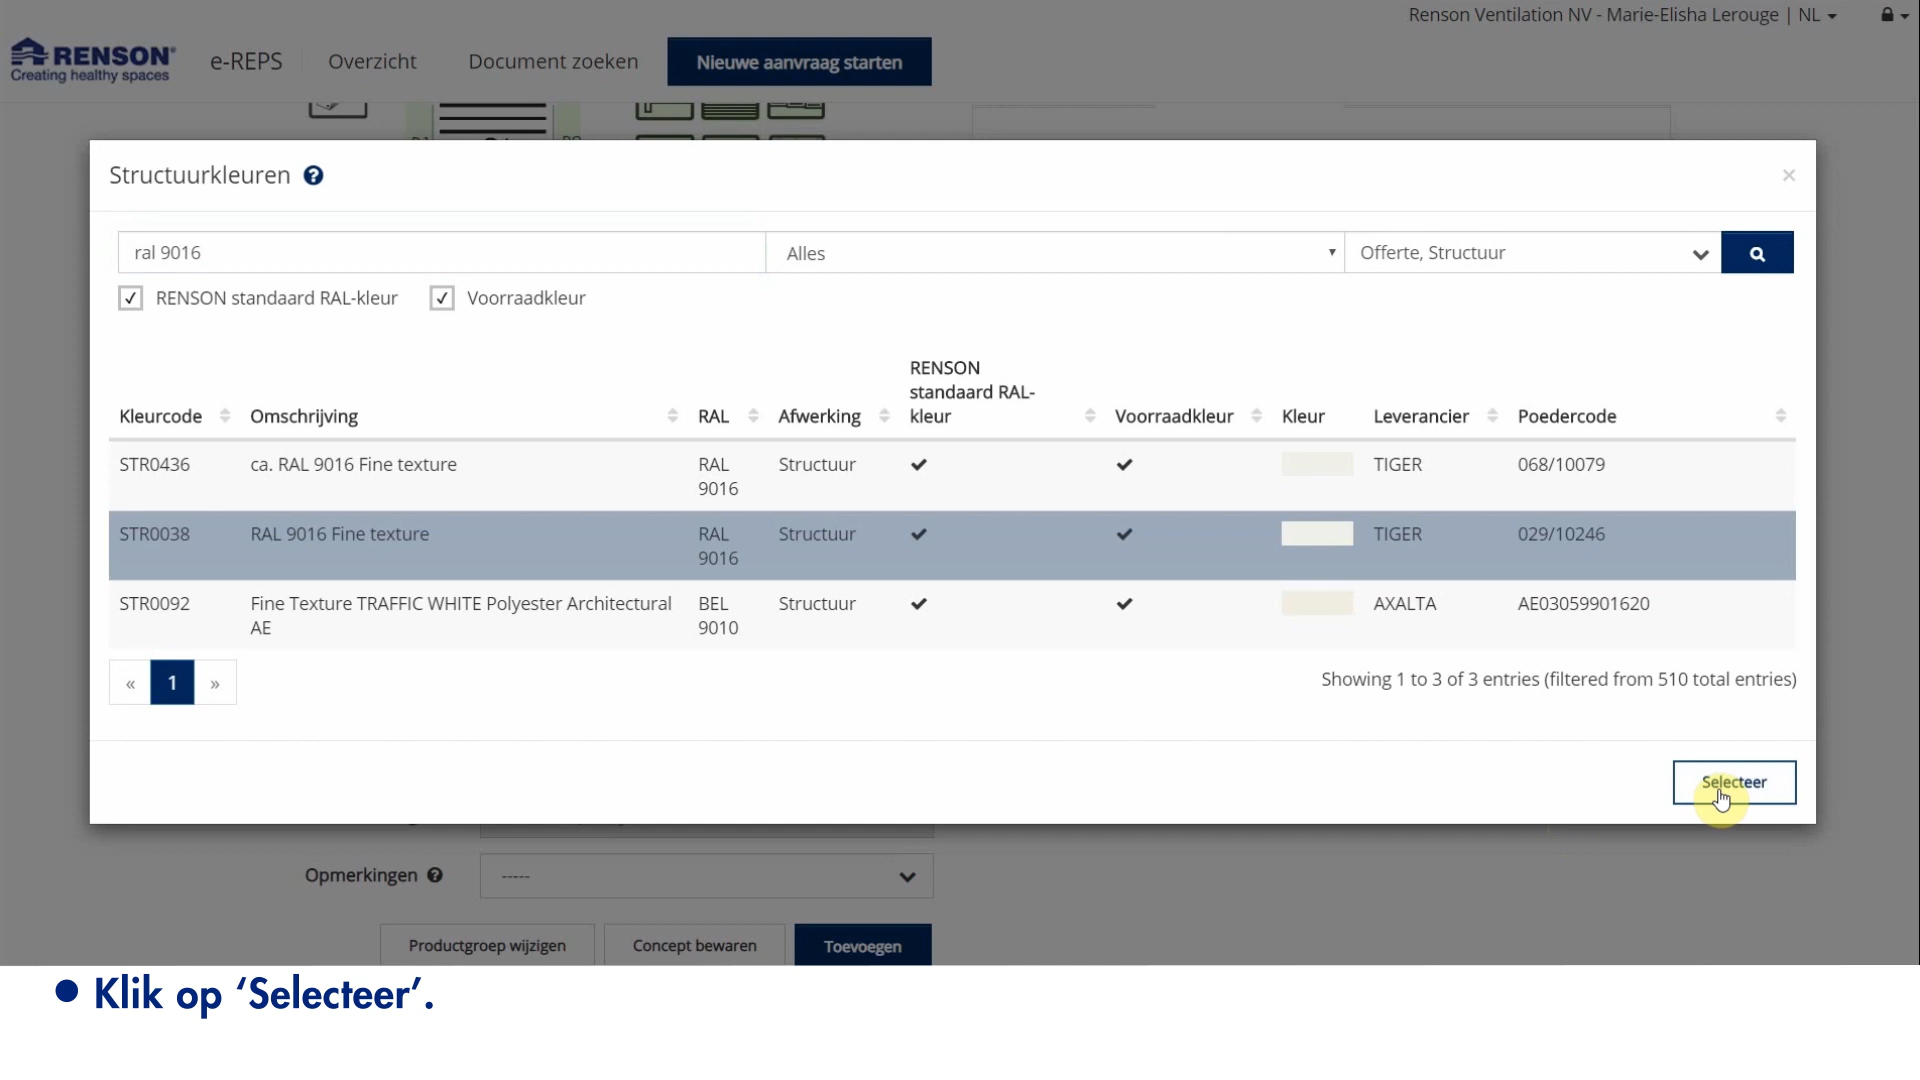 Renson Ventilation NV - Marie-Elisha Lerouge | NL
RENSON
Creating healthy spaces
e-REPS
Overzicht
Document zoeken
Nieuwe aanvraag starten
Structuurkleuren ?
×
ral 9016
Alles
Offerte, Structuur
RENSON standaard RAL-kleur
Voorraadkleur
Kleurcode
Omschrijving
RAL
Afwerking
RENSON
standaard RAL-
kleur
Voorraadkleur
Kleur
Leverancier
Poedercode
STR0436 ca. RAL 9016 Fine texture RAL Structuur ✔ ✔ TIGER 068/10079
9016
STR0038 RAL 9016 Fine texture RAL Structuur ✔ ✔ TIGER 029/10246
9016
STR0092 Fine Texture TRAFFIC WHITE Polyester Architectural BEL Structuur ✔ ✔ AXALTA AE03059901620
AE 9010
« 1 »
Showing 1 to 3 of 3 entries (filtered from 510 total entries)
Selecteer
Opmerkingen ?
-----
Productgroep wijzigen
Concept bewaren
Toevoegen
• Klik op ‘Selecteer’.